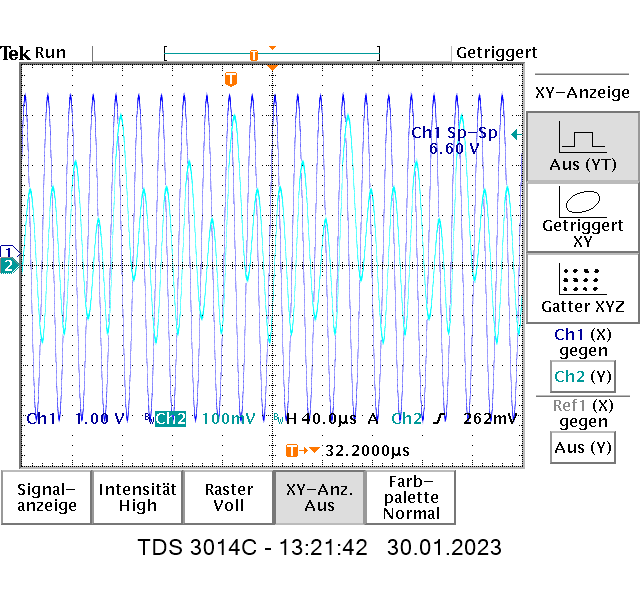 Tek Run
Getriggert
T
T
XY–Anzeige
Ch1 Sp–Sp
6.60 V
Aus (YT)
Getriggert
XY
1
2
Gatter XYZ
Ch1 (X)
gegen
Ch2 (Y)
Ch1 1.00 V Ch2 100mV H 40.0µs A Ch2 262mV
Ref1 (X)
gegen
Aus (Y)
T 32.2000µs
Signal–
anzeige
Intensität
High
Raster
Voll
XY–Anz.
Aus
Farb–
palette
Normal
TDS 3014C - 13:21:42 30.01.2023